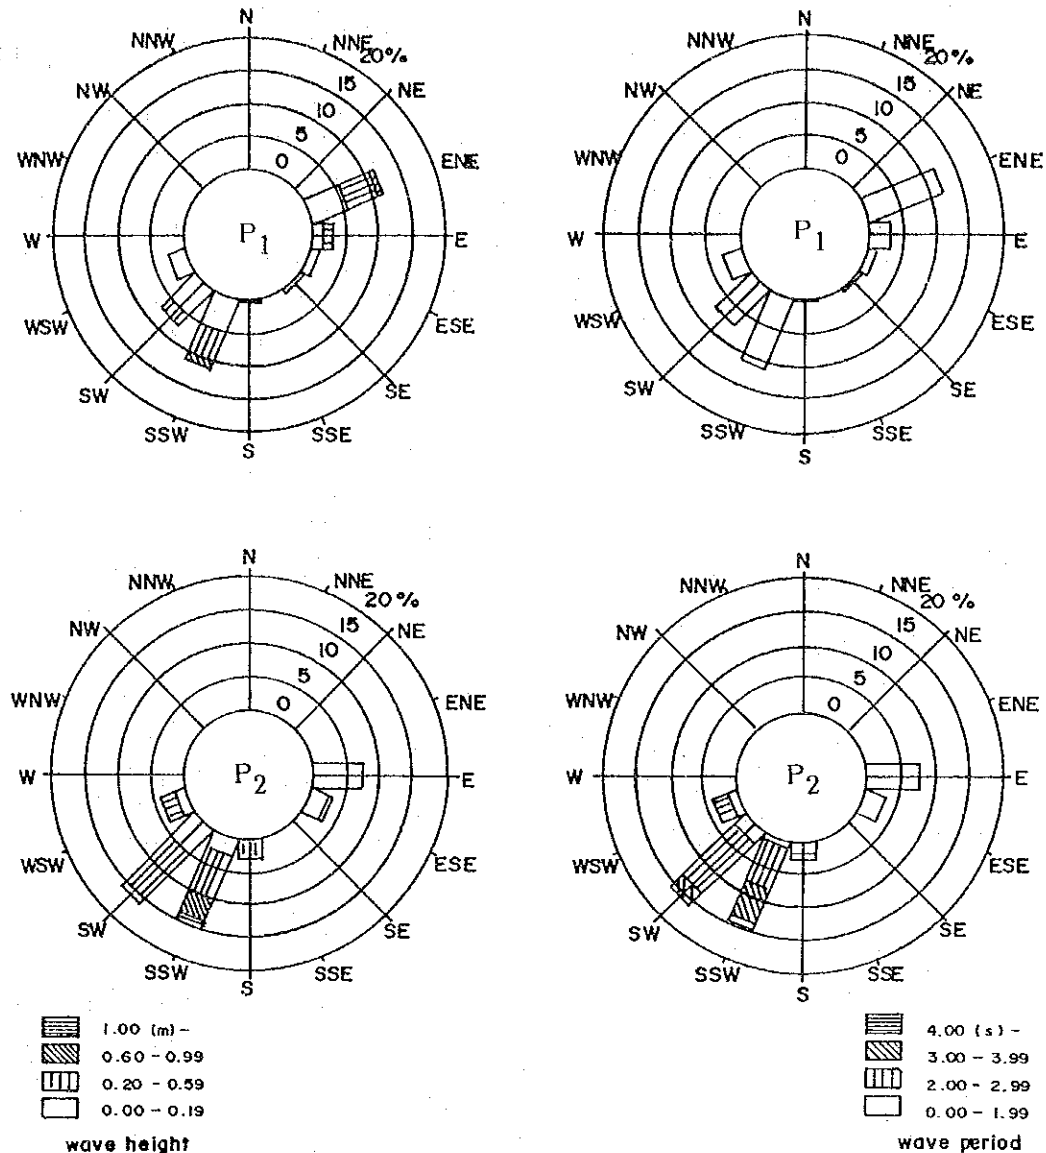 N
NNW
NNE
20%
NW
15
NE
10
5
WNW
0
ENE
W
P1
E
WSW
ESE
SW
SE
SSW
SSE
S
N
NNW
NNE
20%
NW
15
NE
10
5
WNW
0
ENE
W
P1
E
WSW
ESE
SW
SE
SSW
SSE
S
N
NNW
NNE
20%
NW
15
NE
10
5
WNW
0
ENE
W
P2
E
WSW
ESE
SW
SE
SSW
SSE
S
N
NNW
NNE
20%
NW
15
NE
10
5
WNW
0
ENE
W
P2
E
WSW
ESE
SW
SE
SSW
SSE
S
1.00 (m) -
0.60 - 0.99
0.20 - 0.59
0.00 - 0.19
wave height
4.00 (s) -
3.00 - 3.99
2.00 - 2.99
0.00 - 1.99
wave period